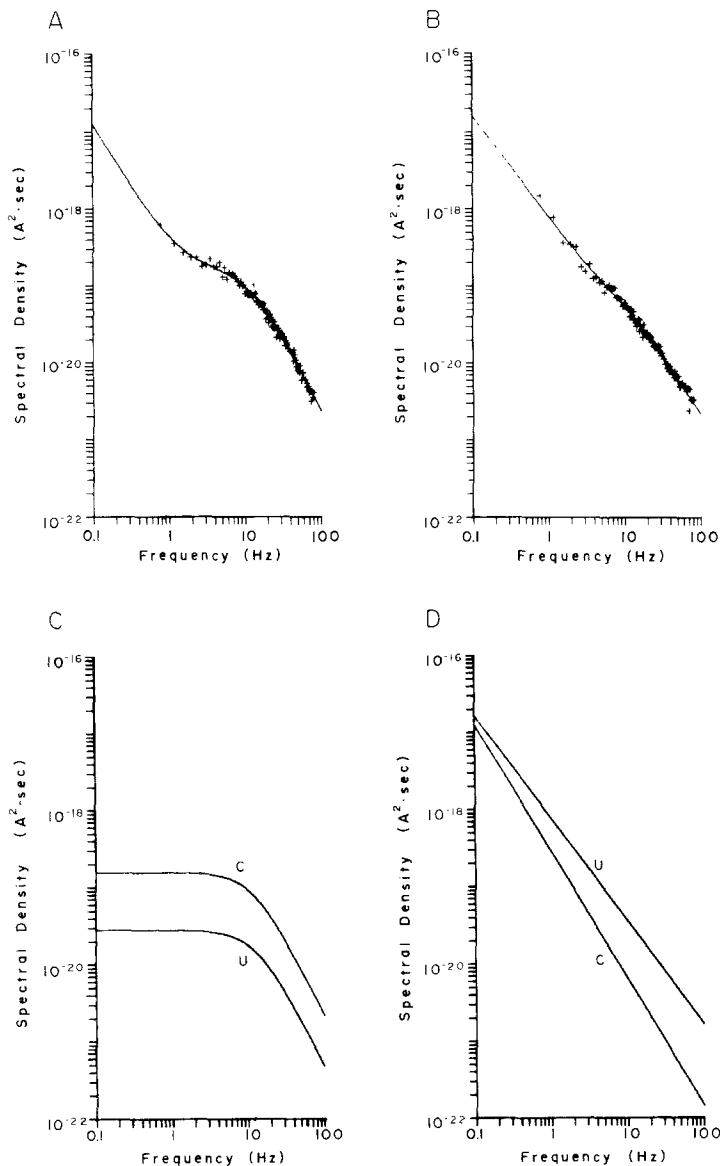 A
10⁻¹⁶
10⁻¹⁸
10⁻²⁰
10⁻²²
Spectral Density (A²·sec)
0.1 1 10 100
Frequency (Hz)
B
10⁻¹⁶
10⁻¹⁸
10⁻²⁰
10⁻²²
Spectral Density (A²·sec)
0.1 1 10 100
Frequency (Hz)
C
10⁻¹⁶
10⁻¹⁸
10⁻²⁰
10⁻²²
Spectral Density (A²·sec)
C
U
0.1 1 10 100
Frequency (Hz)
D
10⁻¹⁶
10⁻¹⁸
10⁻²⁰
10⁻²²
Spectral Density (A²·sec)
U
C
0.1 1 10 100
Frequency (Hz)